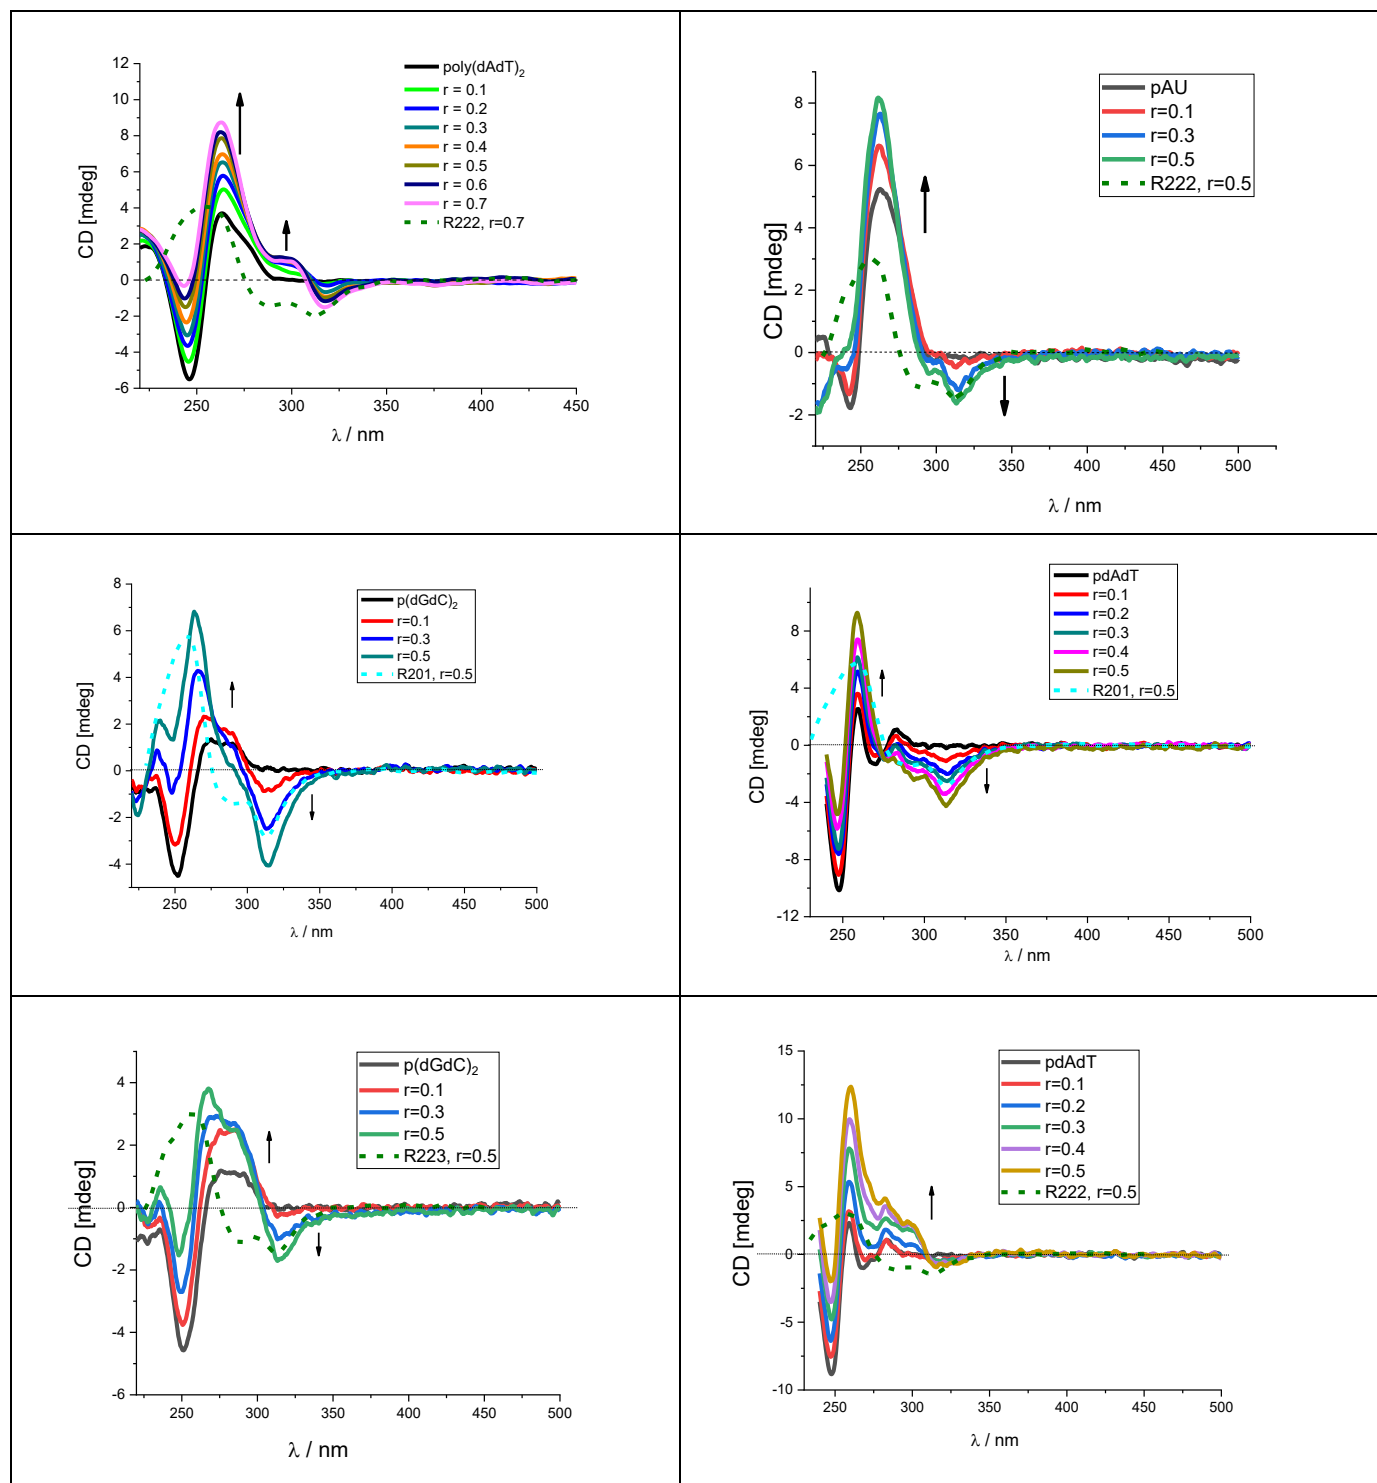 12
10
8
6
4
2
0
-2
-4
-6
CD [mdeg]
250
300
350
400
450
λ / nm
poly(dAdT)₂
r = 0.1
r = 0.2
r = 0.3
r = 0.4
r = 0.5
r = 0.6
r = 0.7
R222, r=0.7
8
6
4
2
0
-2
CD [mdeg]
250
300
350
400
450
500
λ / nm
pAU
r=0.1
r=0.3
r=0.5
R222, r=0.5
8
6
4
2
0
-2
-4
CD [mdeg]
250
300
350
400
450
500
λ / nm
p(dGdC)₂
r=0.1
r=0.3
r=0.5
R201, r=0.5
8
4
0
-4
-8
-12
CD [mdeg]
250
300
350
400
450
500
λ / nm
pdAdT
r=0.1
r=0.2
r=0.3
r=0.4
r=0.5
R201, r=0.5
4
2
0
-2
-4
-6
CD [mdeg]
250
300
350
400
450
500
λ / nm
p(dGdC)₂
r=0.1
r=0.3
r=0.5
R223, r=0.5
15
10
5
0
-5
-10
CD [mdeg]
250
300
350
400
450
500
λ / nm
pdAdT
r=0.1
r=0.2
r=0.3
r=0.4
r=0.5
R222, r=0.5